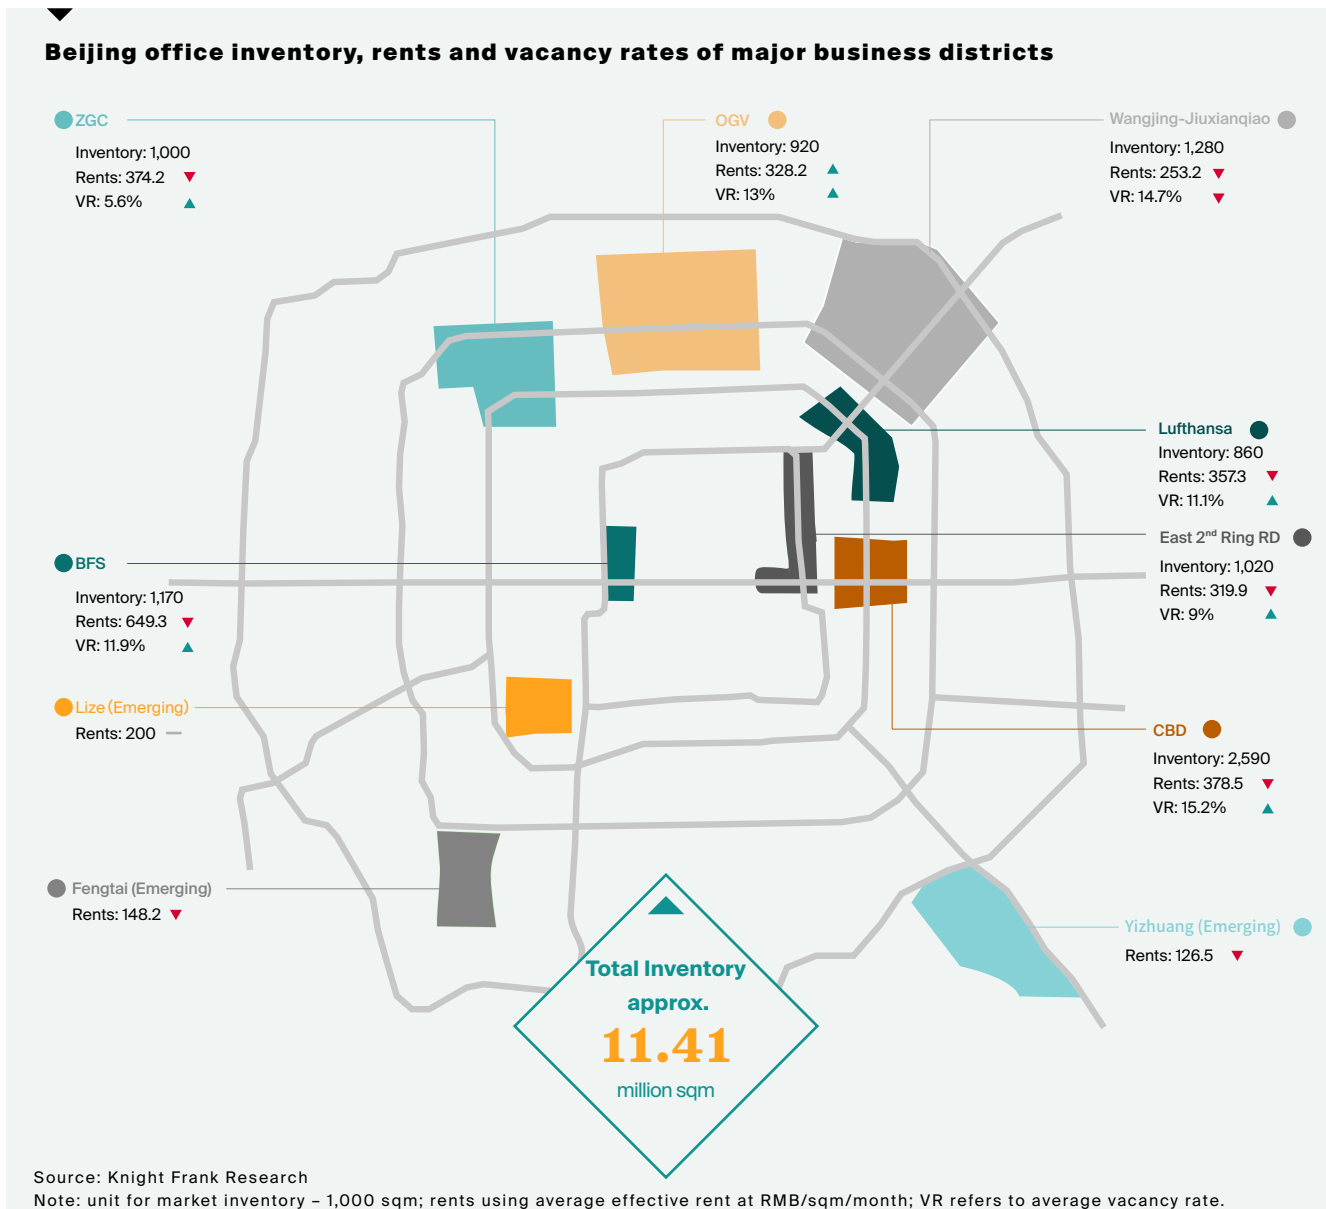 Beijing office inventory, rents and vacancy rates of major business districts
ZGC
Inventory: 1,000
Rents: 374.2
VR: 5.6%
OGV
Inventory: 920
Rents: 328.2
VR: 13%
Wangjing-Jiuxianqiao
Inventory: 1,280
Rents: 253.2
VR: 14.7%
Lufthansa
Inventory: 860
Rents: 357.3
VR: 11.1%
East 2nd Ring RD
Inventory: 1,020
Rents: 319.9
VR: 9%
BFS
Inventory: 1,170
Rents: 649.3
VR: 11.9%
Lize (Emerging)
Rents: 200
CBD
Inventory: 2,590
Rents: 378.5
VR: 15.2%
Fengtai (Emerging)
Rents: 148.2
Yizhuang (Emerging)
Rents: 126.5
Total Inventory
approx.
11.41
million sqm
Source: Knight Frank Research
Note: unit for market inventory – 1,000 sqm; rents using average effective rent at RMB/sqm/month; VR refers to average vacancy rate.